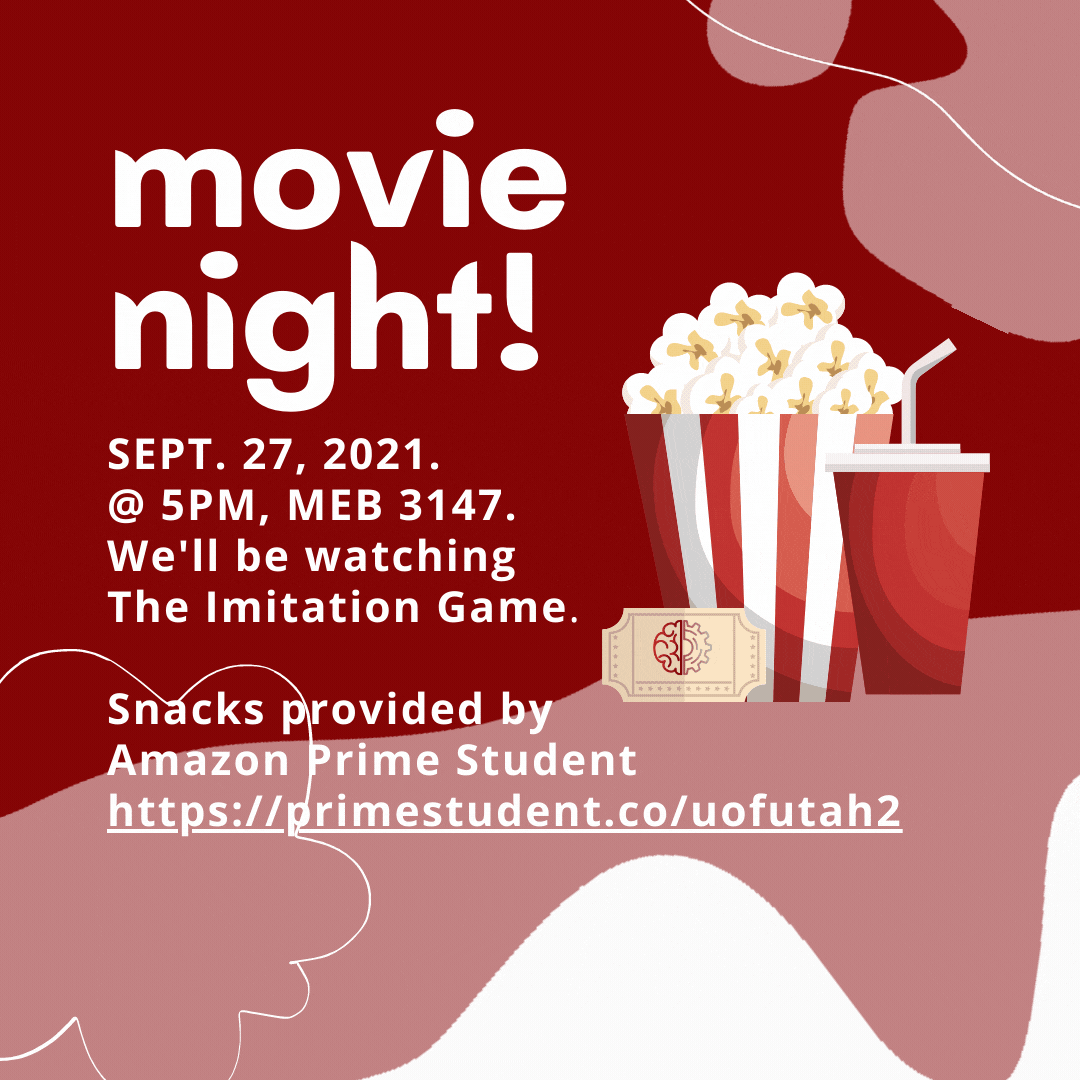 movie
night!
SEPT. 27, 2021.
@ 5PM, MEB 3147.
We'll be watching
The Imitation Game.
Snacks provided by
Amazon Prime Student
https://primestudent.co/uofutah2